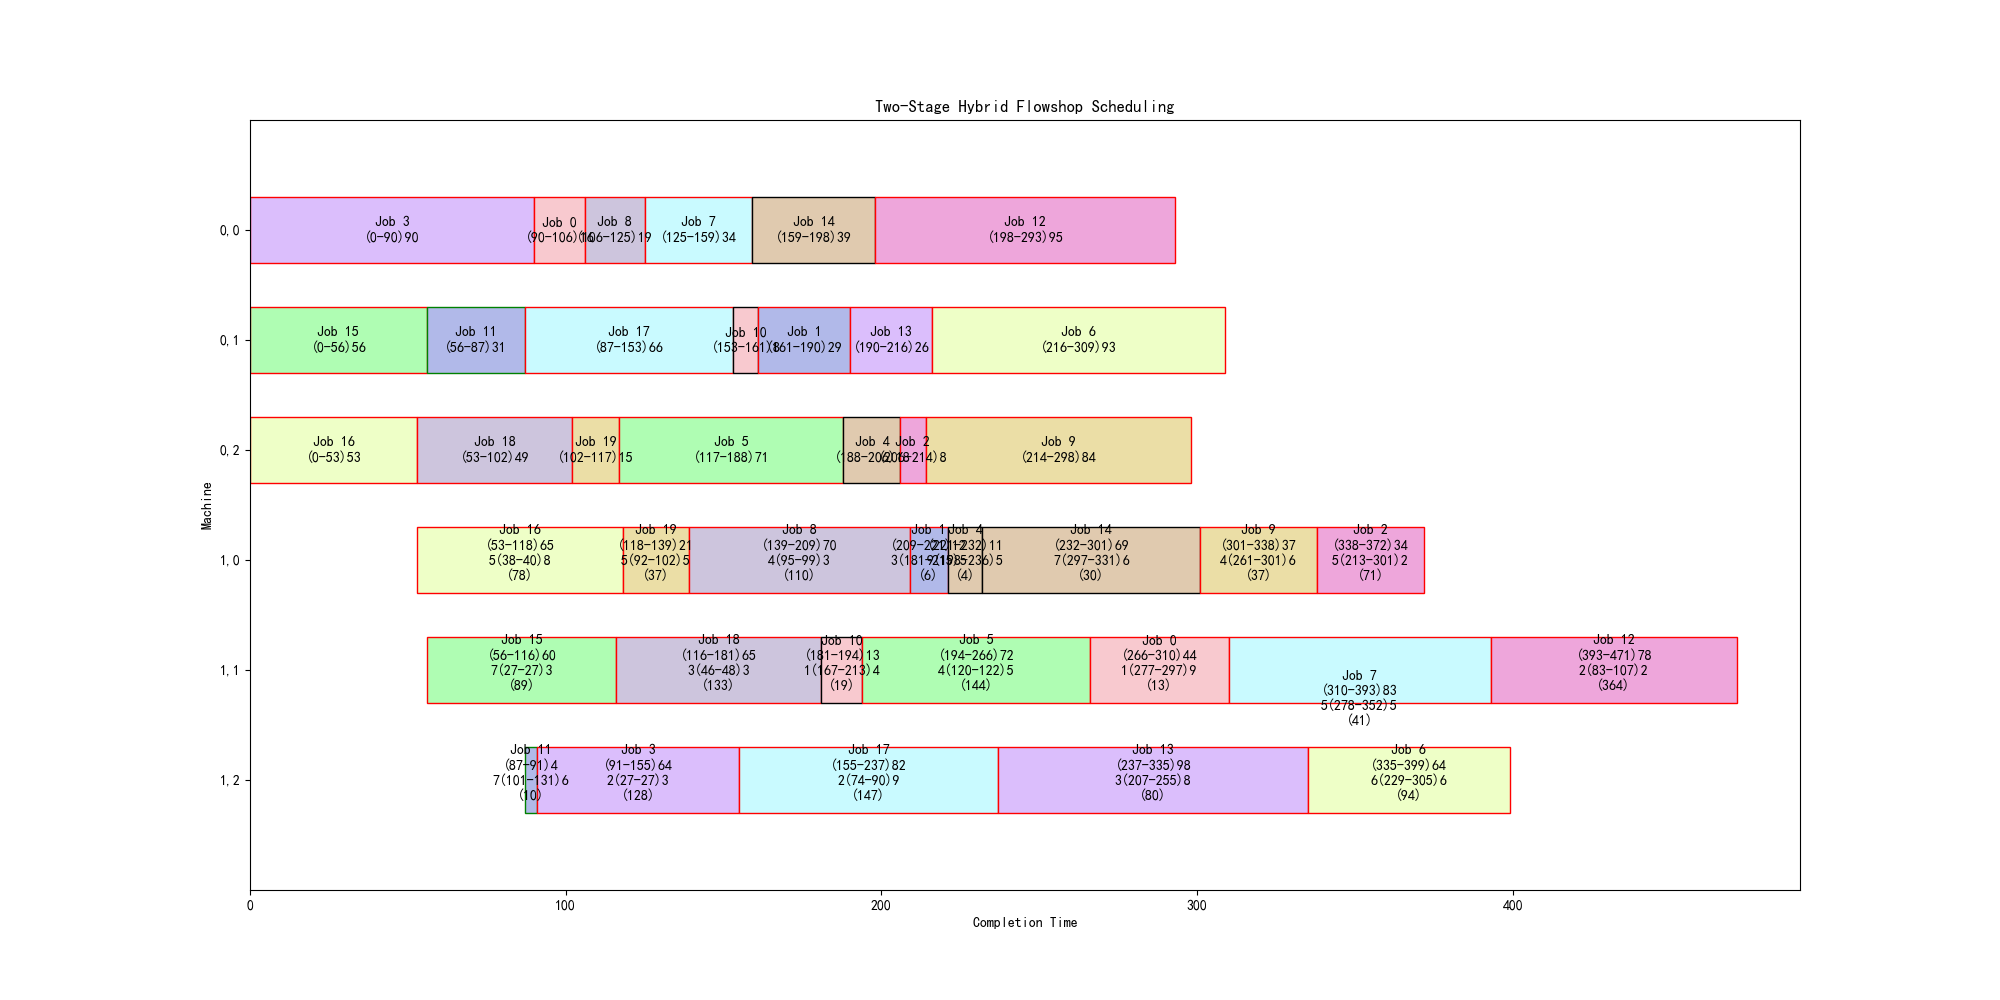 Two-Stage Hybrid Flowshop Scheduling
Machine
0,0
Job 3
(0-90)90
Job 0
(90-106)16
Job 8
(106-125)19
Job 7
(125-159)34
Job 14
(159-198)39
Job 12
(198-293)95
0,1
Job 15
(0-56)56
Job 11
(56-87)31
Job 17
(87-153)66
Job 10
(153-161)8
Job 1
(161-190)29
Job 13
(190-216)26
Job 6
(216-309)93
0,2
Job 16
(0-53)53
Job 18
(53-102)49
Job 19
(102-117)15
Job 5
(117-188)71
Job 4
(188-206)18
Job 2
(206-214)8
Job 9
(214-298)84
1,0
Job 16
(53-118)65
5(38-40)8
(78)
Job 19
(118-139)21
5(92-102)5
(37)
Job 8
(139-209)70
4(95-99)3
(110)
Job 1
(209-221)12
(6)
Job 4
(221-232)11
(4)
Job 14
(232-301)69
7(297-331)6
(30)
Job 9
(301-338)37
4(261-301)6
(37)
Job 2
(338-372)34
5(213-301)2
(71)
1,1
Job 15
(56-116)60
7(27-27)3
(89)
Job 18
(116-181)65
3(46-48)3
(133)
Job 10
(181-194)13
1(167-213)4
(19)
Job 5
(194-266)72
4(120-122)5
(144)
Job 0
(266-310)44
1(277-297)9
(13)
Job 7
(310-393)83
5(278-352)5
(41)
Job 12
(393-471)78
2(83-107)2
(364)
1,2
Job 11
(87-91)4
7(101-131)6
(10)
Job 3
(91-155)64
2(27-27)3
(128)
Job 17
(155-237)82
2(74-90)9
(147)
Job 13
(237-335)98
3(207-255)8
(80)
Job 6
(335-399)64
6(229-305)6
(94)
0
100
200
300
400
Completion Time